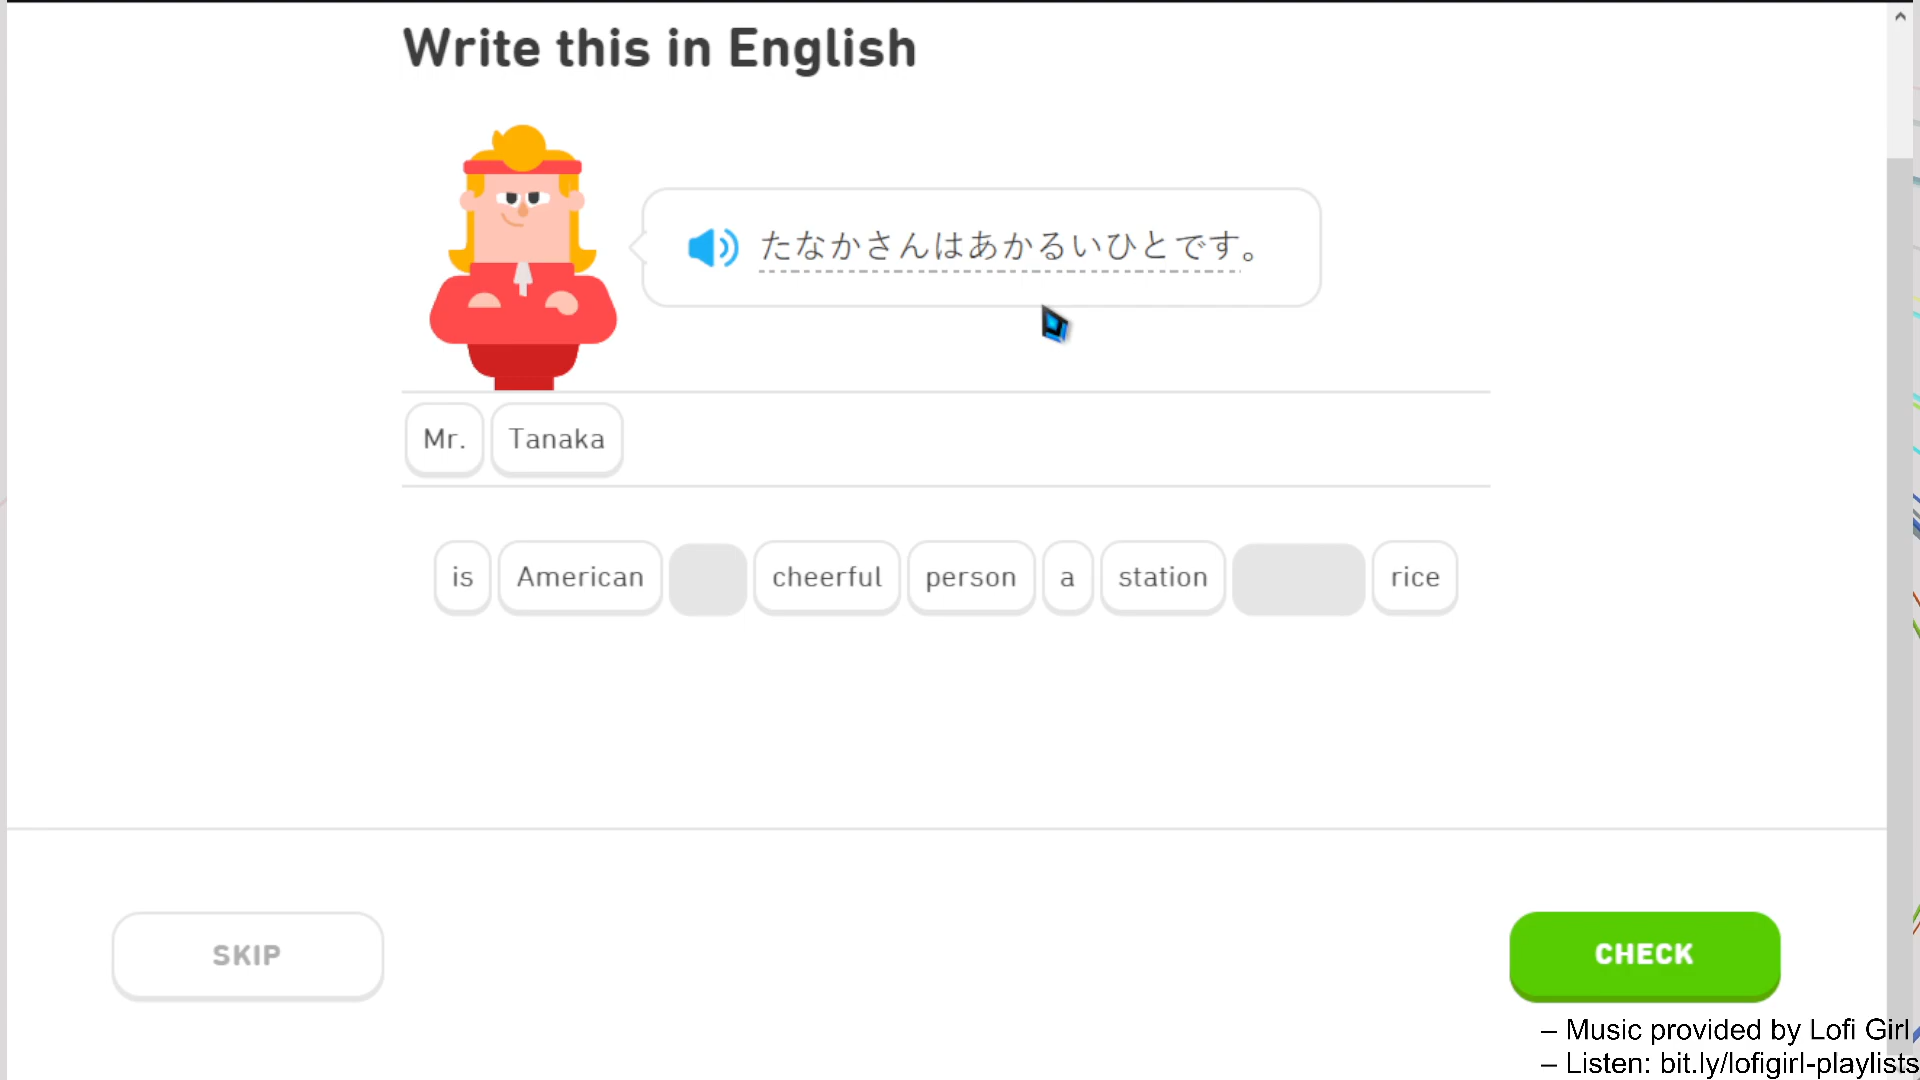 Write this in English
たなかさんはあかるいひとです。
Mr. Tanaka
is American cheerful person a station rice
SKIP CHECK
– Music provided by Lofi Girl
– Listen: bit.ly/lofigirl-playlists